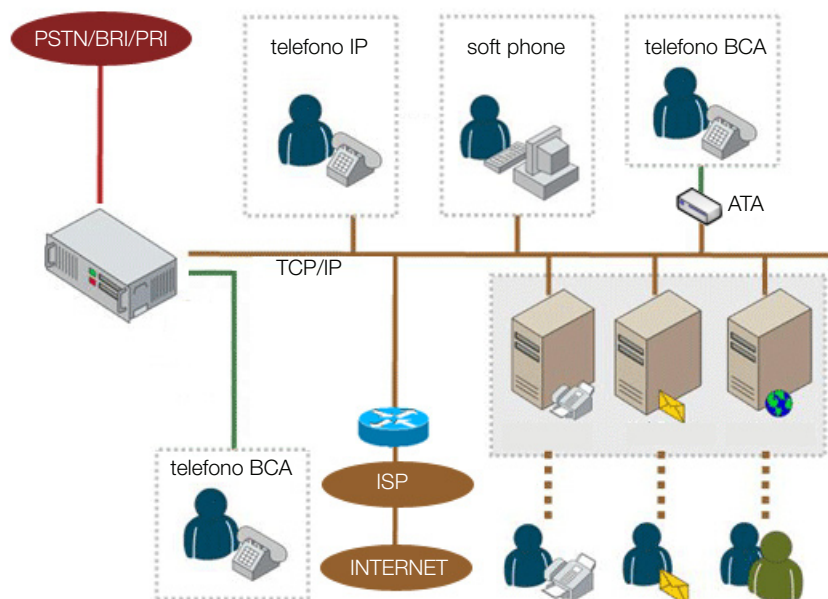 PSTN/BRI/PRI
telefono IP
soft phone
telefono BCA
ATA
TCP/IP
telefono BCA
ISP
INTERNET